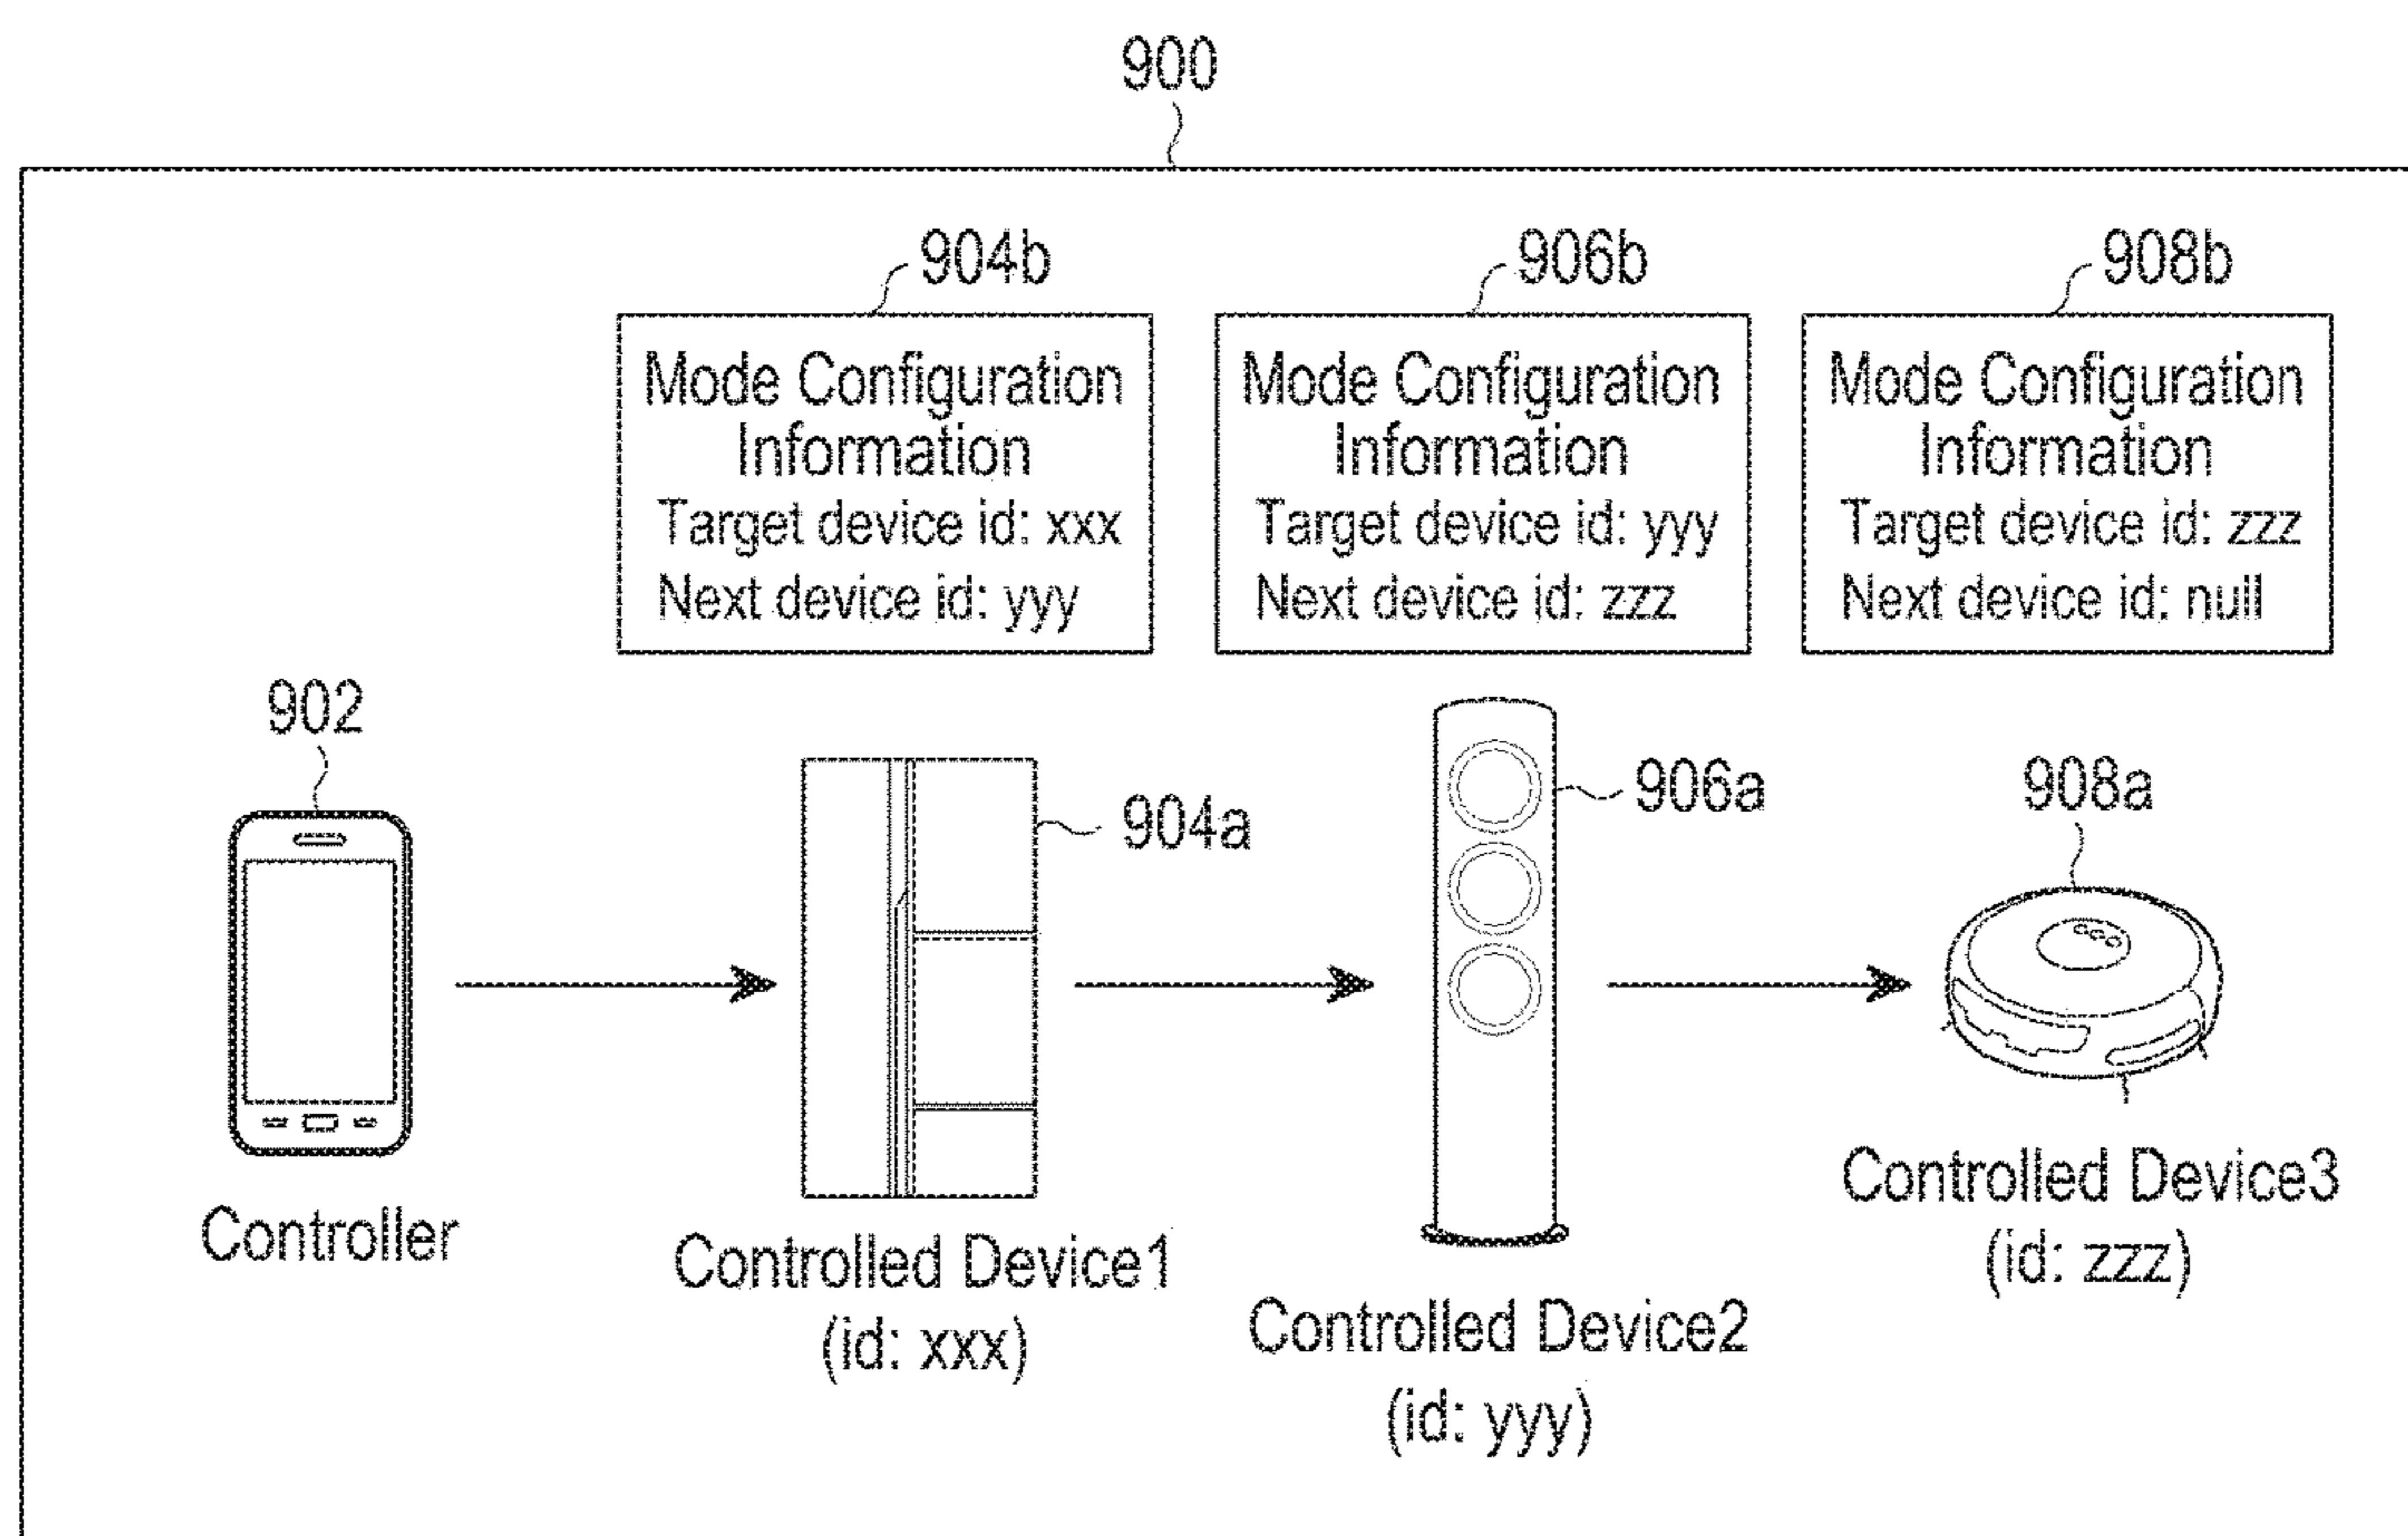 900
904b
Mode Configuration
Information
Target device id: xxx
Next device id: yyy
906b
Mode Configuration
Information
Target device id: yyy
Next device id: zzz
908b
Mode Configuration
Information
Target device id: zzz
Next device id: null
902
Controller
904a
Controlled Device1
(id: xxx)
906a
Controlled Device2
(id: yyy)
908a
Controlled Device3
(id: zzz)